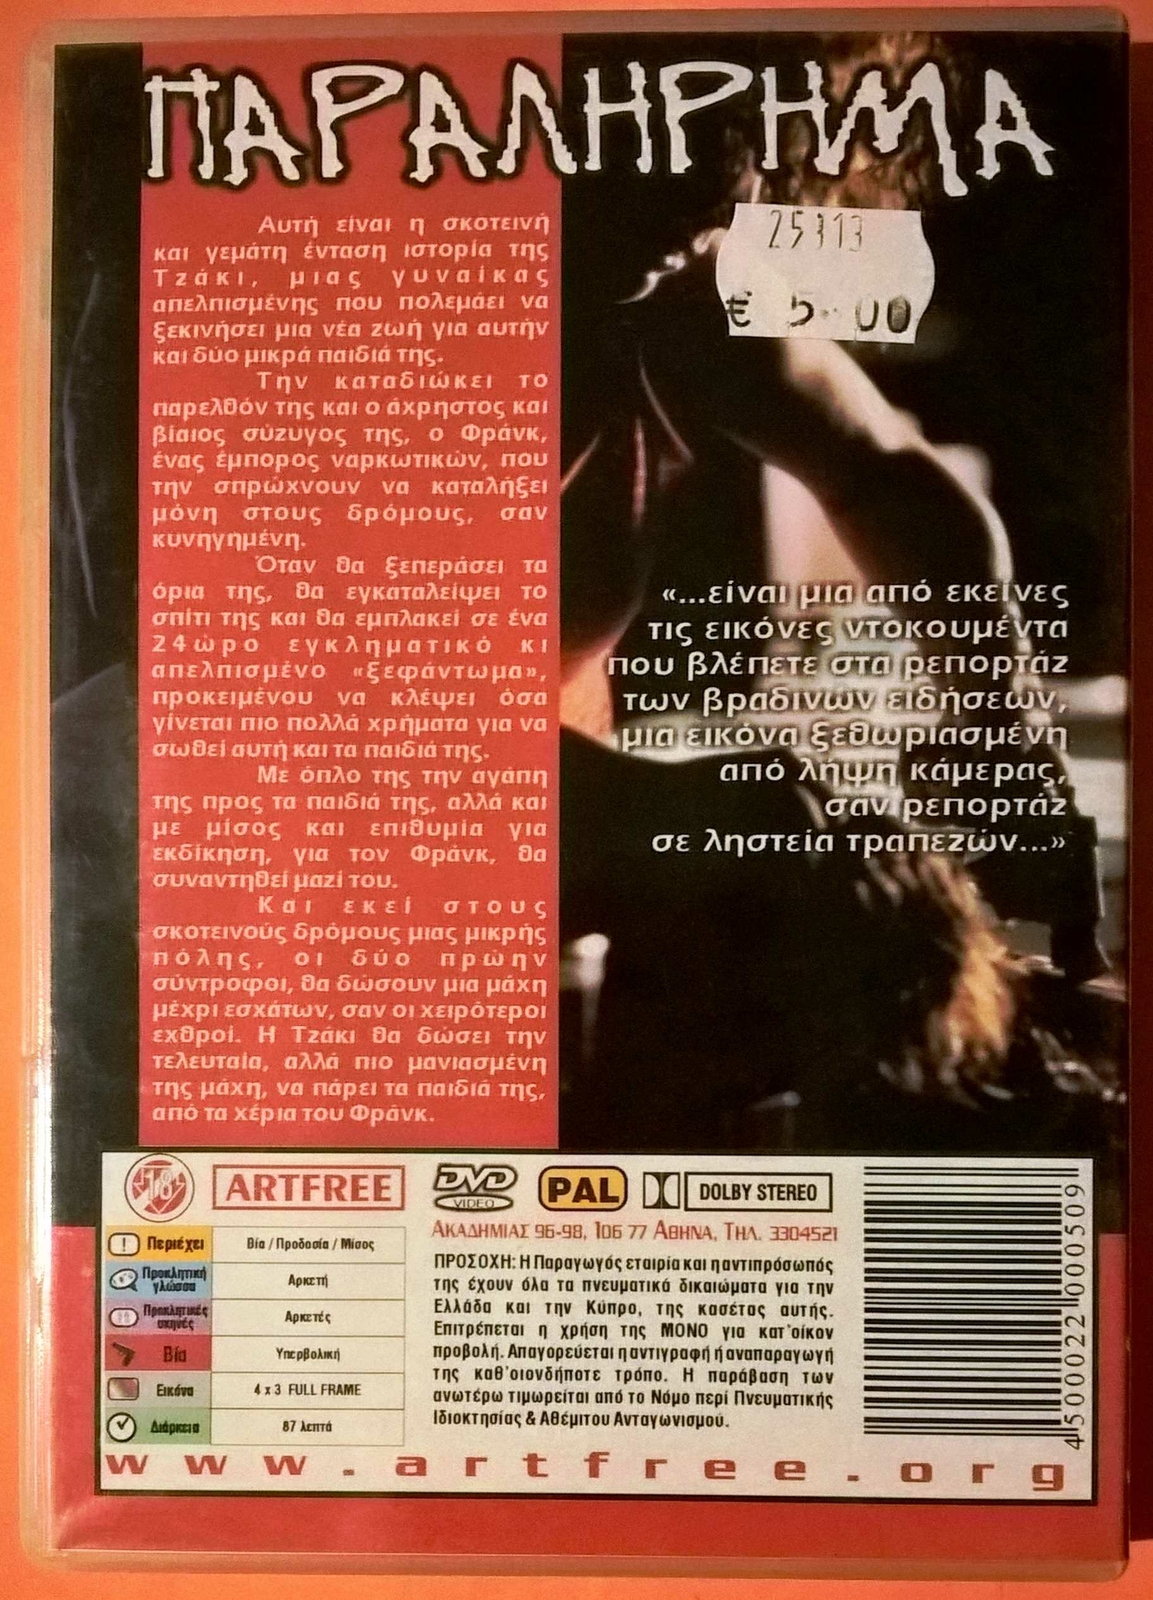 ΠΑΡΑΛΗΡΗΜΑ
25113
€ 5.00
Αυτή είναι η σκοτεινή
και γεμάτη ένταση ιστορία της
Τζάκι, μιας γυναίκας
απελπισμένης που πολεμάει να
ξεκινήσει μια νέα ζωή για αυτήν
και δύο μικρά παιδιά της.
Την καταδιώκει το
παρελθόν της και ο άχρηστος και
βίαιος σύζυγος της, ο Φράνκ,
ένας έμπορος ναρκωτικών, που
την σπρώχνουν να καταλήξει
μόνη στους δρόμους, σαν
κυνηγημένη.
Όταν θα ξεπεράσει τα
όρια της, θα εγκαταλείψει το
σπίτι της και θα εμπλακεί σε ένα
24ωρο εγκληματικό κι
απελπισμένο «ξεφάντωμα»,
προκειμένου να κλέψει όσα
γίνεται πιο πολλά χρήματα για να
σωθεί αυτή και τα παιδιά της.
Με όπλο της την αγάπη
της προς τα παιδιά της, αλλά και
με μίσος και επιθυμία για
εκδίκηση, για τον Φράνκ, θα
συναντηθεί μαζί του.
Και εκεί στους
σκοτεινούς δρόμους μιας μικρής
πόλης, οι δύο πρώην
σύντροφοι, θα δώσουν μια μάχη
μέχρι εσχάτων, σαν οι χειρότεροι
εχθροί. Η Τζάκι θα δώσει την
τελευταία, αλλά πιο μανιασμένη
της μάχη, να πάρει τα παιδιά της,
από τα χέρια του Φράνκ.
«...είναι μια από εκείνες
τις εικόνες ντοκουμέντα
που βλέπετε στα ρεπορτάζ
των βραδινών ειδήσεων,
μια εικόνα ξεθωριασμένη
από λήψη κάμερας,
σαν ρεπορτάζ
σε ληστεία τραπεζών...»
18
ARTFREE
Περιέχει Βία / Προδοσία / Μίσος
Προκλητική γλώσσα Αρκετή
Προκλητικές σκηνές Αρκετές
Βία Υπερβολική
Εικόνα 4 x 3 FULL FRAME
Διάρκεια 87 λεπτά
DVD VIDEO PAL DOLBY STEREO
ΑΚΑΔΗΜΙΑΣ 96-98, 106 77 ΑΘΗΝΑ, ΤΗΛ. 3304521
ΠΡΟΣΟΧΗ: Η Παραγωγός εταιρία και η αντιπρόσωπός
της έχουν όλα τα πνευματικά δικαιώματα για την
Ελλάδα και την Κύπρο, της κασέτας αυτής.
Επιτρέπεται η χρήση της ΜΟΝΟ για κατ'οίκον
προβολή. Απαγορεύεται η αντιγραφή ή αναπαραγωγή
της καθ'οιονδήποτε τρόπο. Η παράβαση των
ανωτέρω τιμωρείται από το Νόμο περί Πνευματικής
Ιδιοκτησίας & Αθέμιτου Ανταγωνισμού.
4500022000509
www.artfree.org